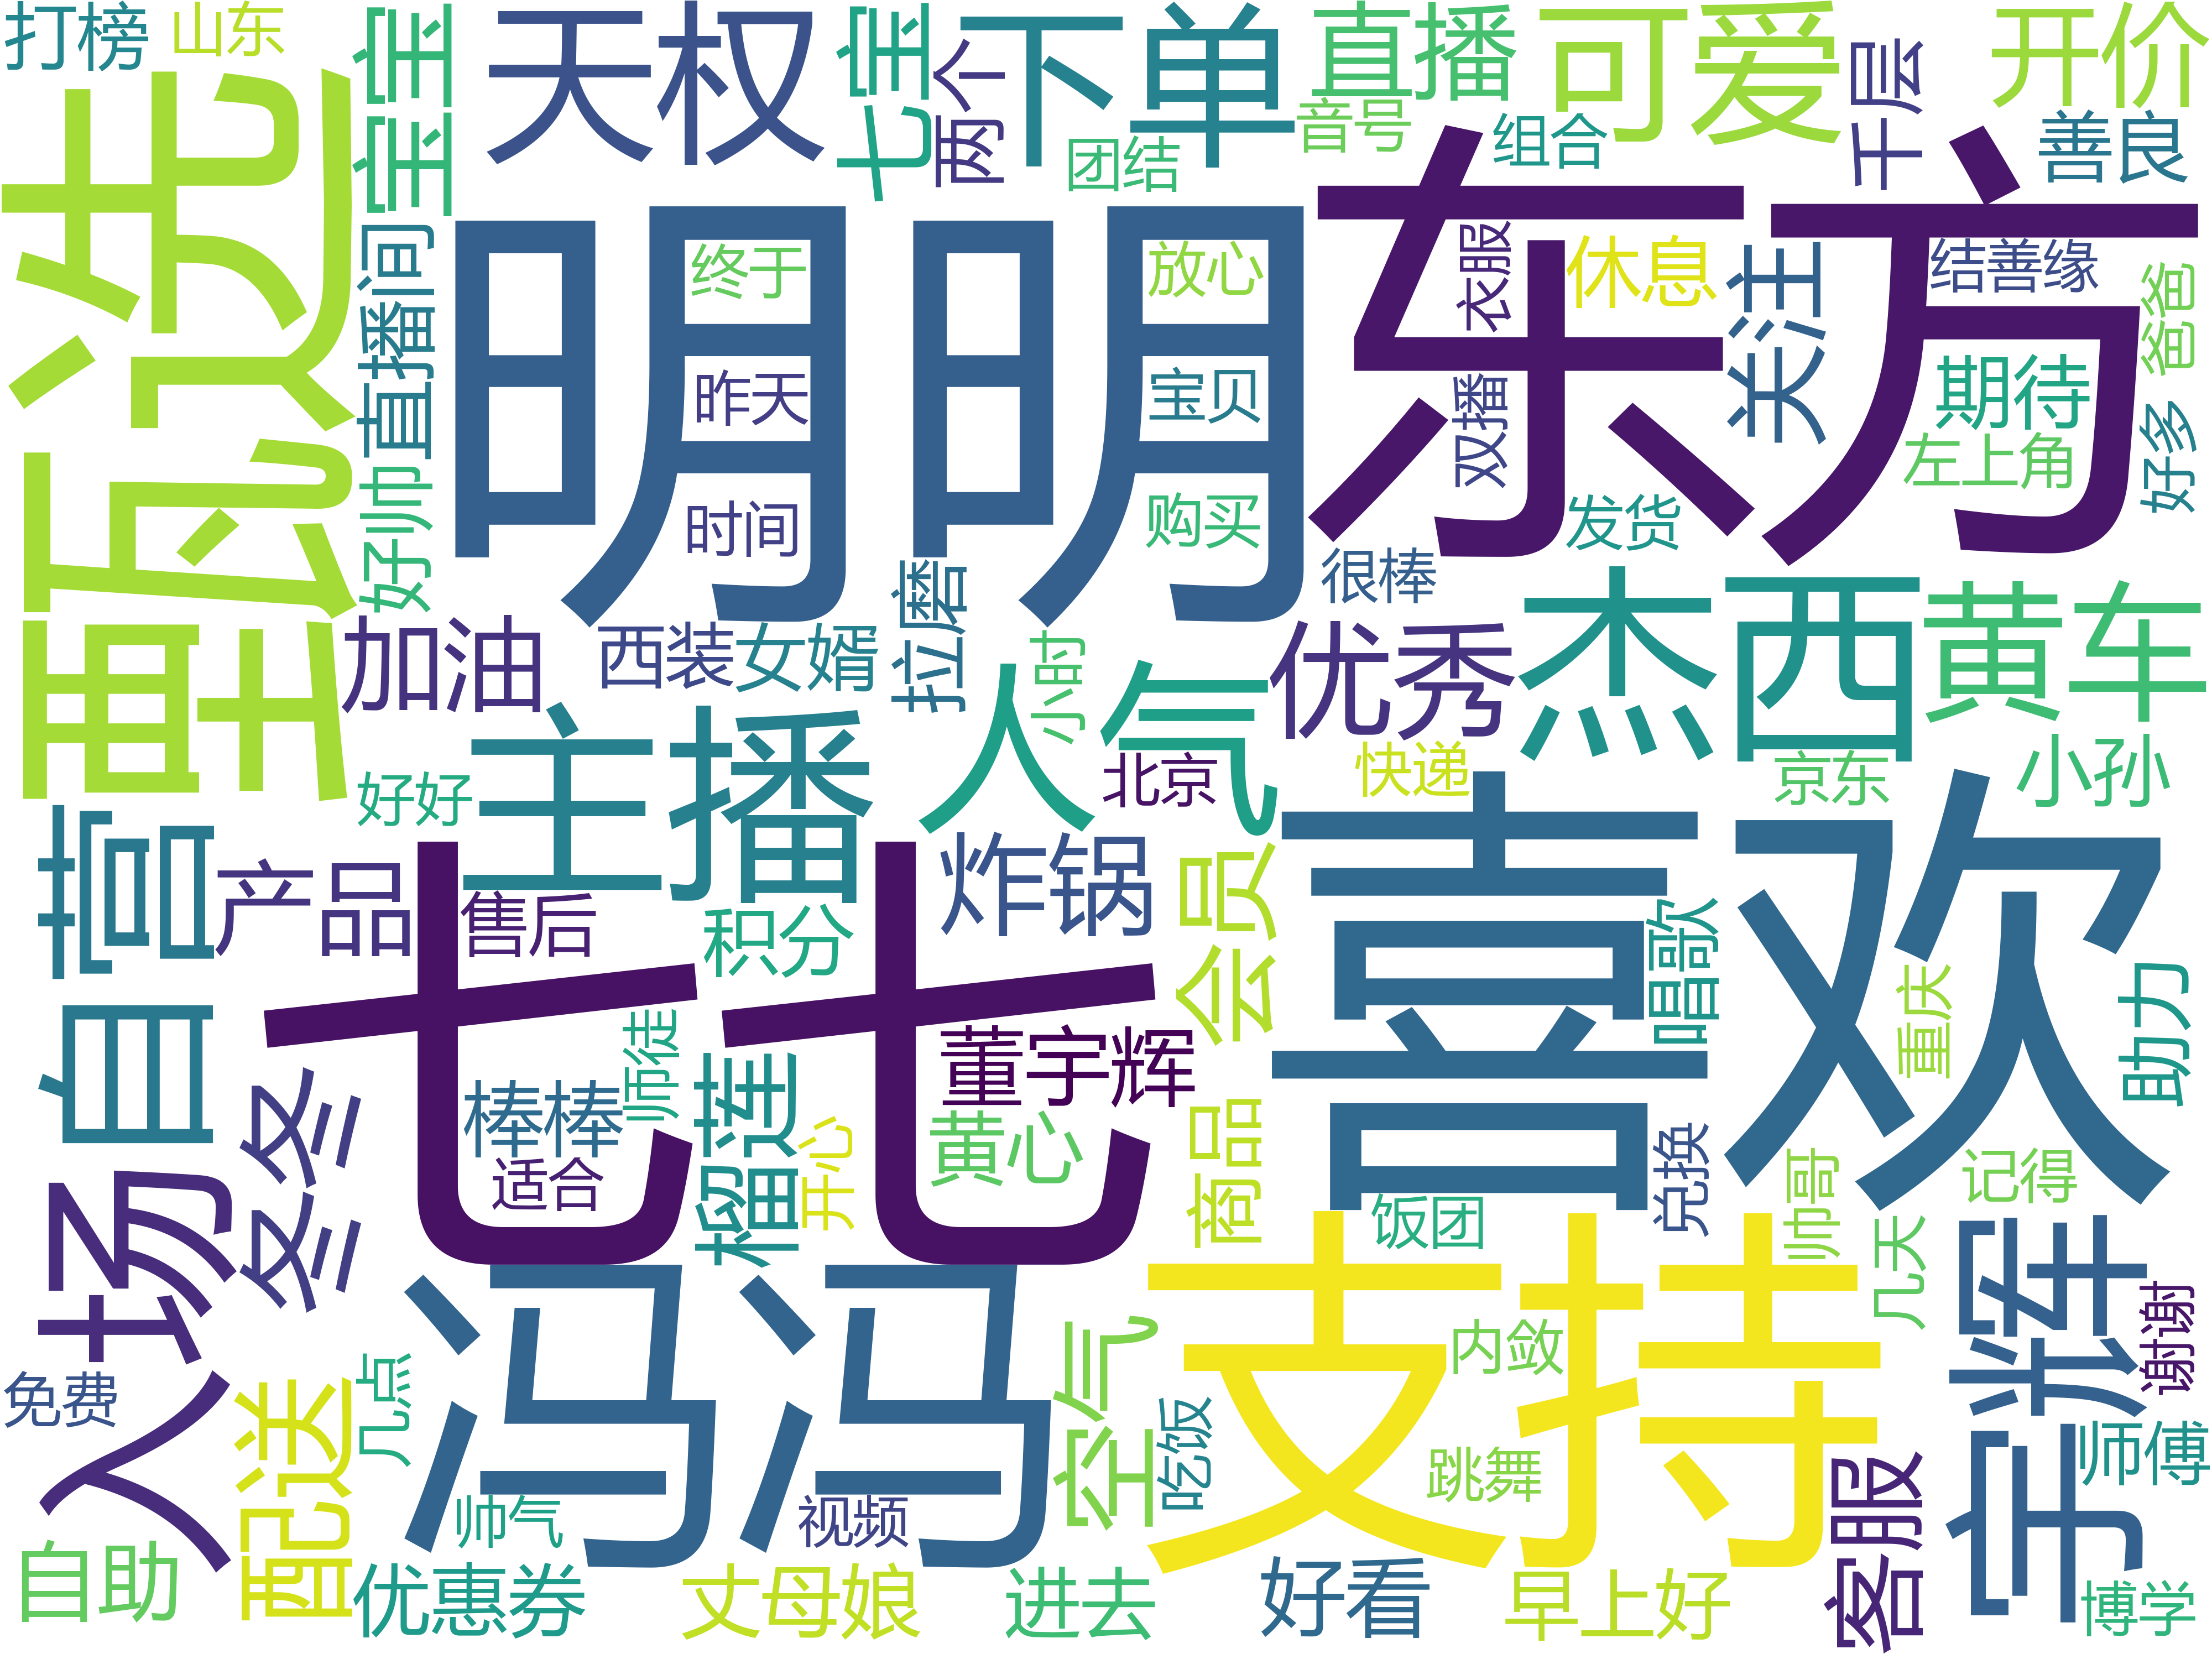 打榜
山东
宝宝
天权
七宝
两个
下单
直播
可爱
千层
开价
音号
组合
善良
团结
甄选
直播间
明明
东方
终于
放心
衣服
休息
关注
结善缘
爸爸
昨天
宝贝
双播
期待
左上角
好多
好帅
时间
购买
发货
很棒
加油
西装
女婿
拉磨
小时
优秀
杰西
黄车
人气
主播
北京
快递
京东
小孙
好好
自营
产品
售后
七七
积分
炸锅
会员
喜欢
唱歌
重庆
助力
师徒
榴莲
董宇辉
冬冬
棒棒
适合
开心
黄心
商品
兑换
帅哥
记得
饭团
入场
冯冯
支持
几天
宇辉
谢谢
免费
配送
几点
空气
内敛
吃饭
跳舞
客服
师傅
帅气
视频
自助
优惠券
丈母娘
进去
好看
早上好
博学